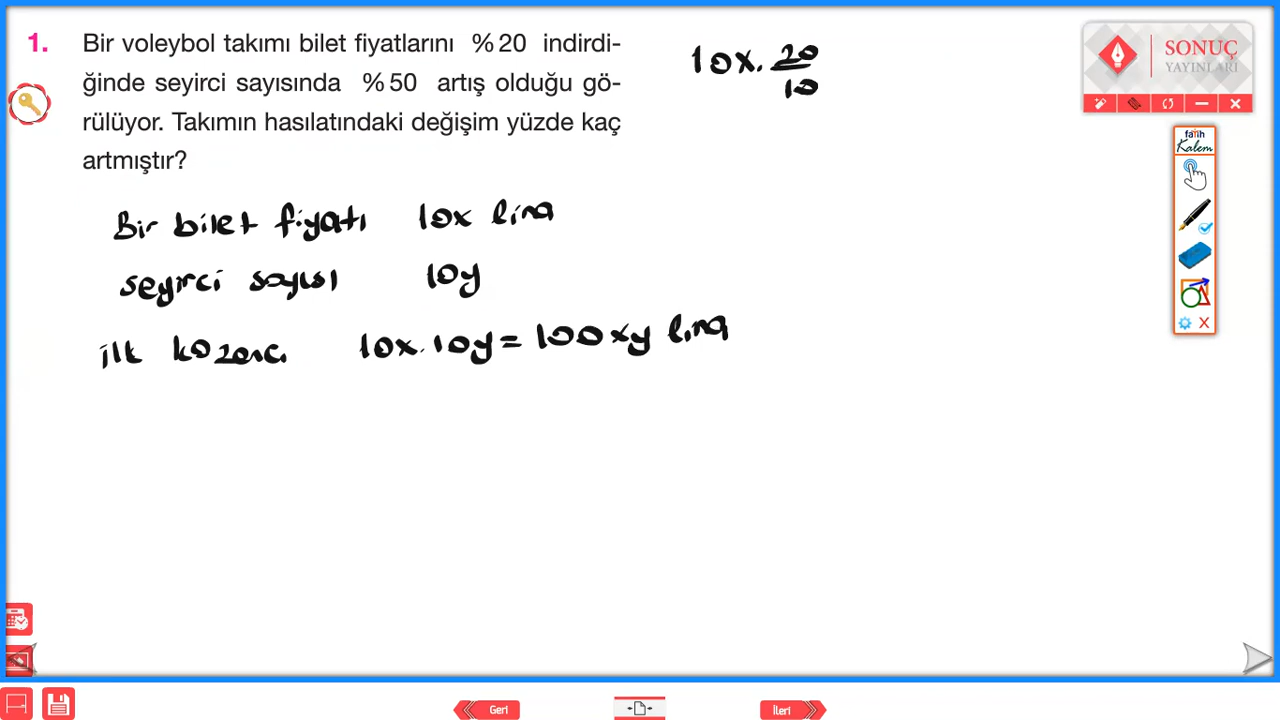 1. Bir voleybol takımı bilet fiyatlarını %20 indirdi-
ğinde seyirci sayısında %50 artış olduğu gö-
rülüyor. Takımın hasılatındaki değişim yüzde kaç
artmıştır?
10x. 20/10
Bir bilet fiyatı 10x lira
seyirci sayısı 10y
ilk kazancı 10x.10y=100xy lira
SONUÇ
YAYINLARI
fatih
Kalem
Geri
İleri